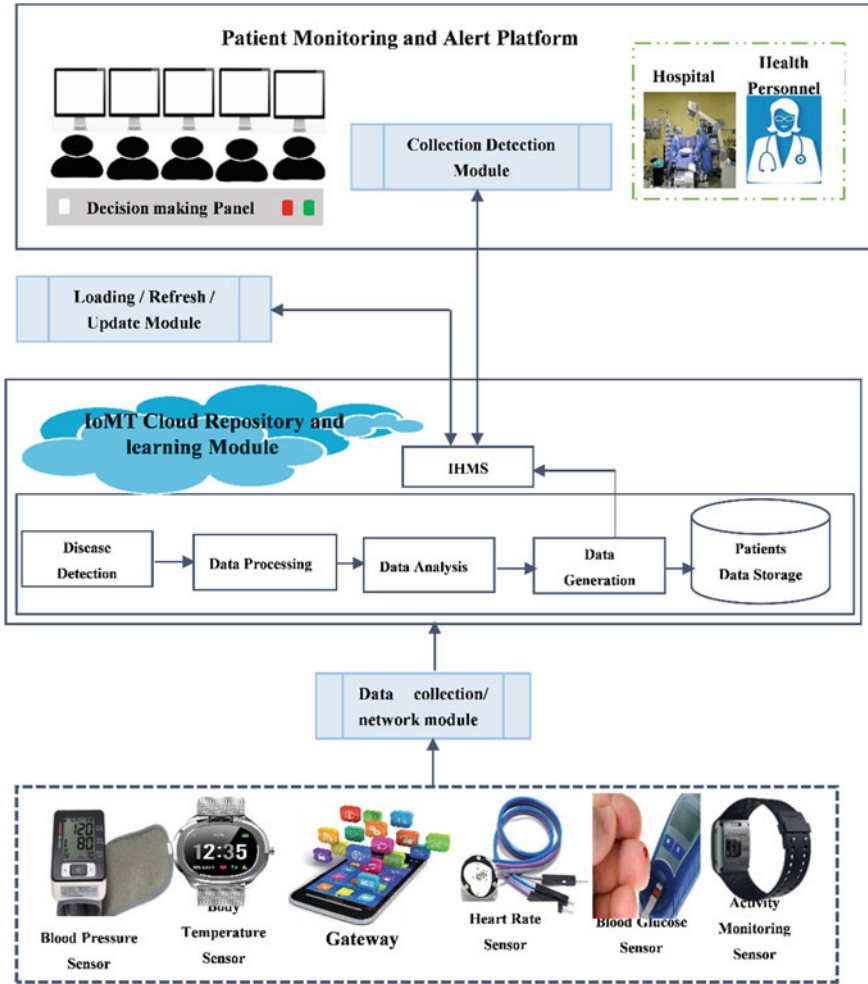 Patient Monitoring and Alert Platform
Hospital
Health
Personnel
Collection Detection
Module
Decision making Panel
Loading / Refresh /
Update Module
IoMT Cloud Repository and
learning Module
IHMS
Disease
Detection
Data Processing
Data Analysis
Data
Generation
Patients
Data Storage
Data collection/
network module
120
80
12:35
Blood Pressure
Sensor
Body
Temperature
Sensor
Gateway
Heart Rate
Sensor
Blood Glucose
Sensor
Activity
Monitoring
Sensor